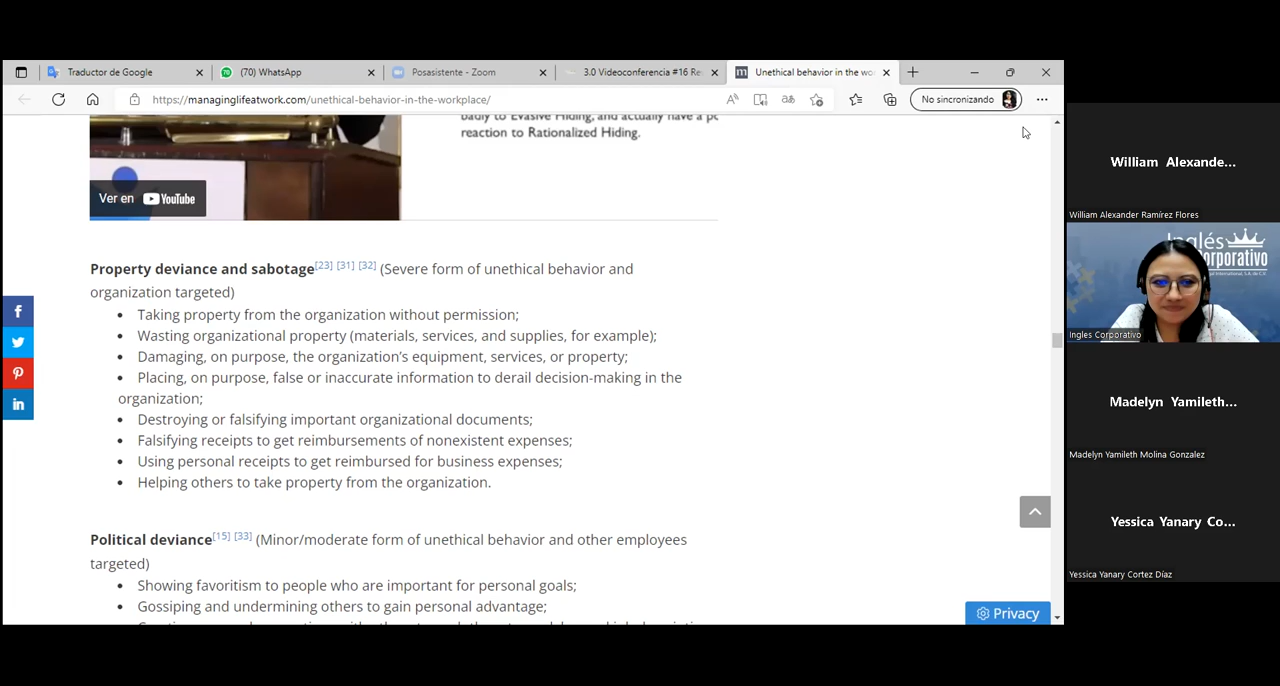 Traductor de Google
(70) WhatsApp
Posasistente - Zoom
3.0 Videoconferencia #16 Re
Unethical behavior in the wo
https://managinglifeatwork.com/unethical-behavior-in-the-workplace/
No sincronizando
badly to Evasive Hiding, and actually have a po
reaction to Rationalized Hiding.
Ver en YouTube
Property deviance and sabotage[23] [31] [32] (Severe form of unethical behavior and
organization targeted)
• Taking property from the organization without permission;
• Wasting organizational property (materials, services, and supplies, for example);
• Damaging, on purpose, the organization's equipment, services, or property;
• Placing, on purpose, false or inaccurate information to derail decision-making in the
organization;
• Destroying or falsifying important organizational documents;
• Falsifying receipts to get reimbursements of nonexistent expenses;
• Using personal receipts to get reimbursed for business expenses;
• Helping others to take property from the organization.
Political deviance[15] [33] (Minor/moderate form of unethical behavior and other employees
targeted)
• Showing favoritism to people who are important for personal goals;
• Gossiping and undermining others to gain personal advantage;
Privacy
William Alexande...
William Alexander Ramírez Flores
Inglés
Corporativo
Ingles Corporativo
Madelyn Yamileth...
Madelyn Yamileth Molina Gonzalez
Yessica Yanary Co...
Yessica Yanary Cortez Díaz